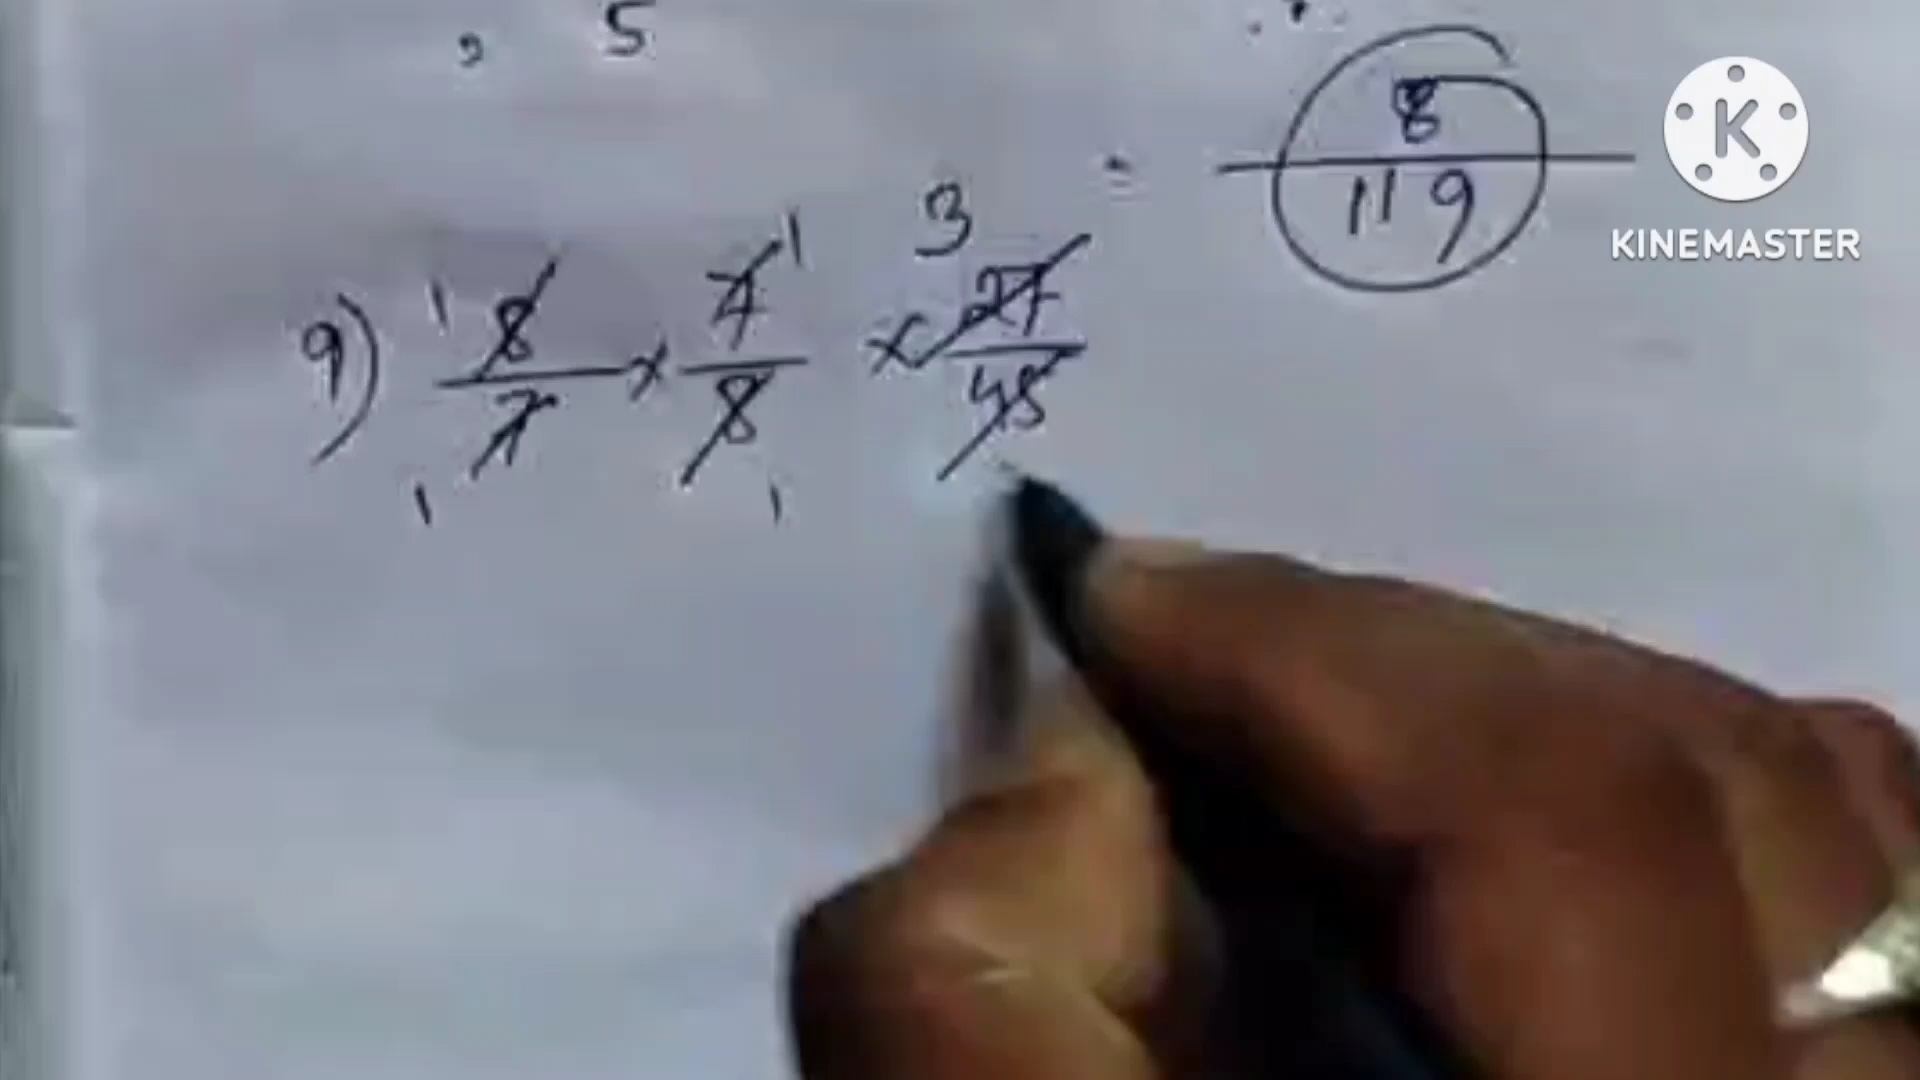 5
= 8/119
9) 8/7 × 7/8 × 27/45
1 1 3
1 1
K
KINEMASTER